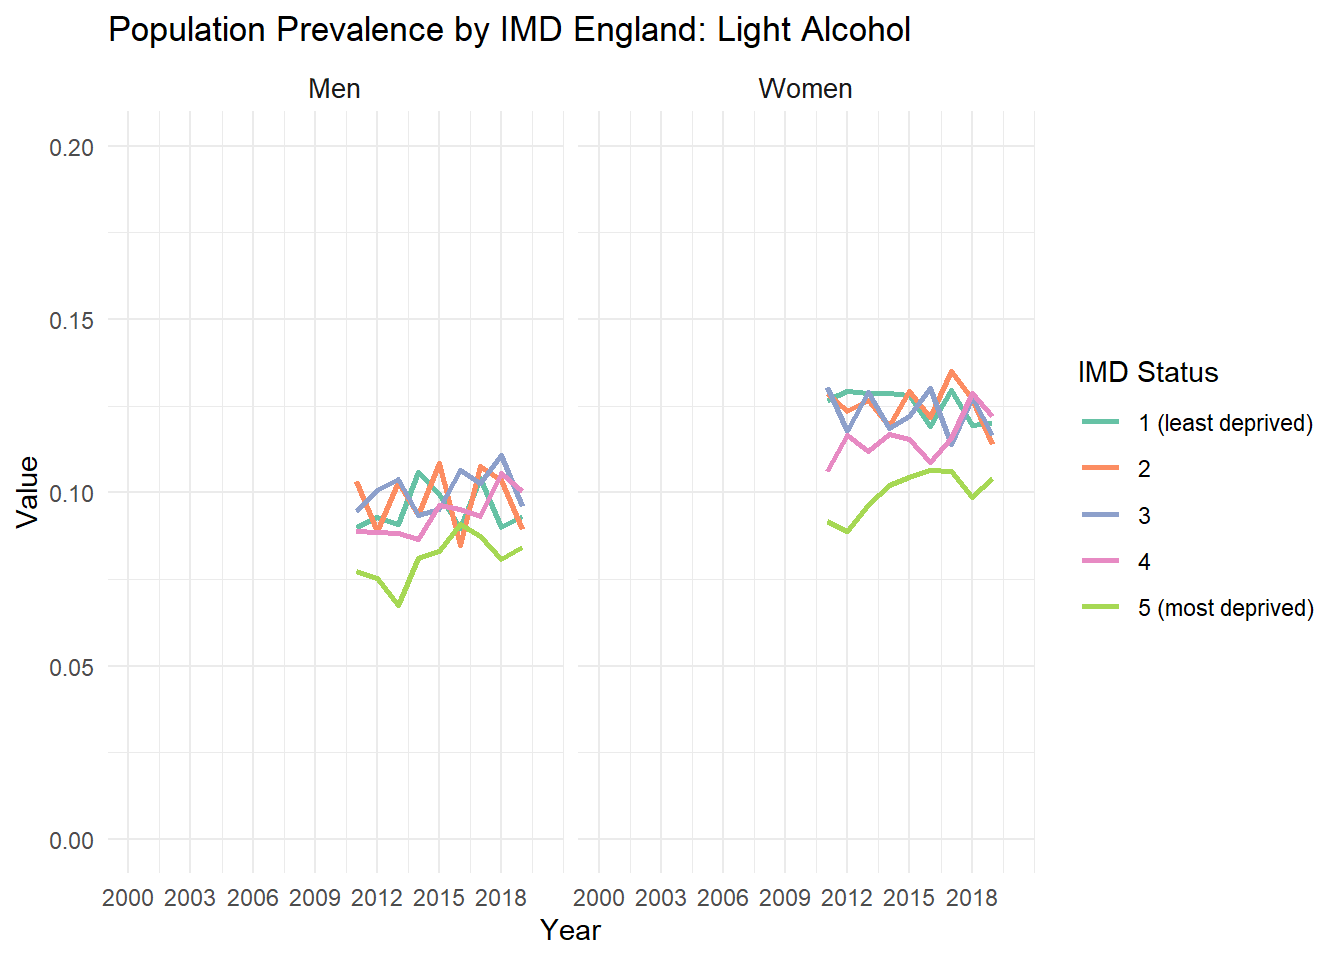 Population Prevalence by IMD England: Light Alcohol
Men
Women
0.20
0.15
0.10
0.05
0.00
Value
2000 2003 2006 2009 2012 2015 2018
2000 2003 2006 2009 2012 2015 2018
Year
IMD Status
1 (least deprived)
2
3
4
5 (most deprived)